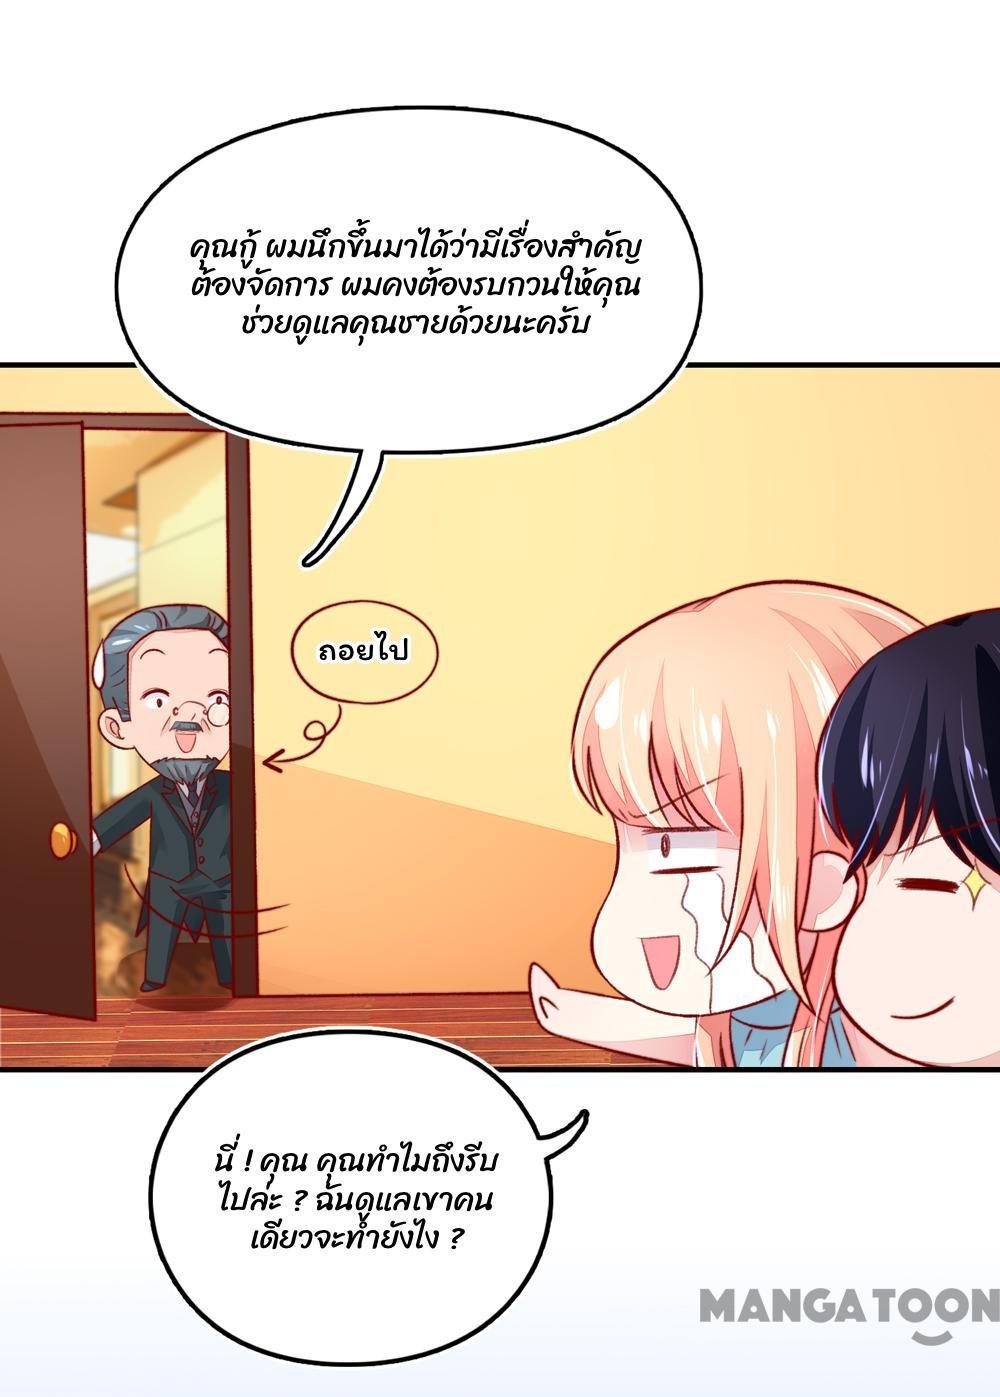 คุณกู้ ผมนึกขึ้นมาได้ว่ามีเรื่องสำคัญ
ต้องจัดการ ผมคงต้องรบกวนให้คุณ
ช่วยดูแลคุณชายด้วยนะครับ
ถอยไป
นี่ ! คุณ คุณทำไมถึงรีบ
ไปล่ะ ? ฉันดูแลเขาคน
เดียวจะทำยังไง ?
MANGATOON